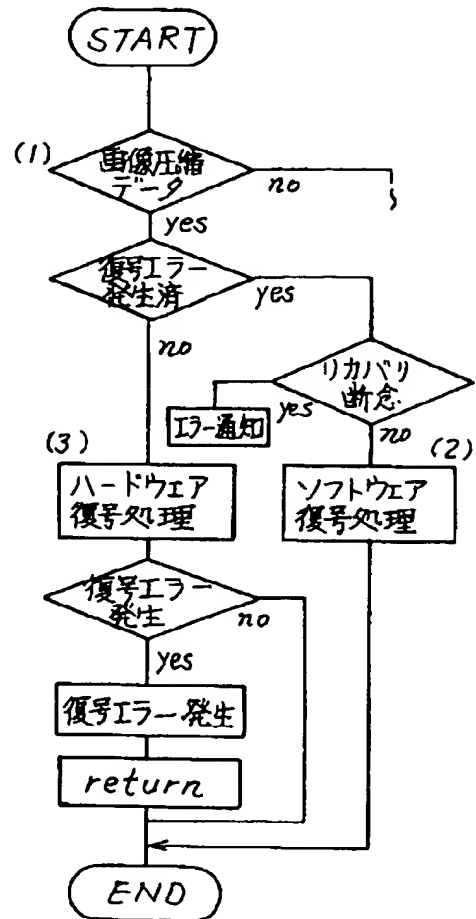 START
(1)
画像圧縮
データ
no
yes
復号エラー
発生済
yes
no
リカバリ
断念
yes
no
エラー通知
(3)
(2)
ハードウェア
復号処理
ソフトウェア
復号処理
復号エラー
発生
no
yes
復号エラー発生
return
END